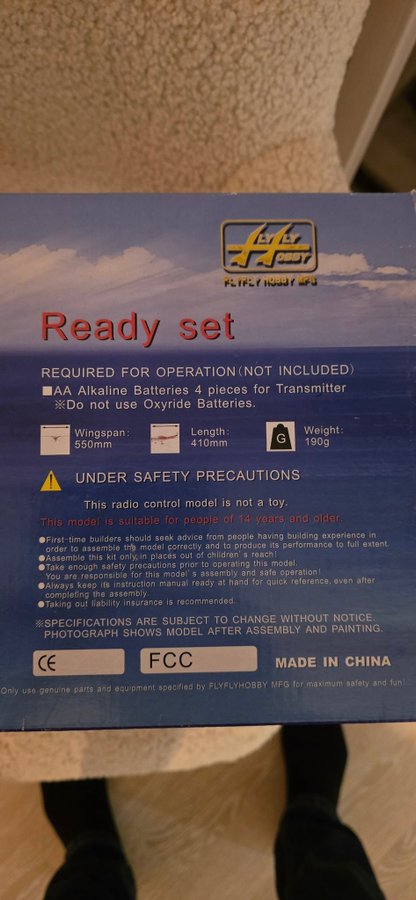 FLYFLY
HOBBY
FLYFLY HOBBY MFG
Ready set
REQUIRED FOR OPERATION(NOT INCLUDED)
■AA Alkaline Batteries 4 pieces for Transmitter
※Do not use Oxyride Batteries.
Wingspan:
550mm
Length:
410mm
G
Weight:
190g
UNDER SAFETY PRECAUTIONS
This radio control model is not a toy.
This model is suitable for people of 14 years and older.
●First-time builders should seek advice from people having building experience in
order to assemble the model correctly and to produce its performance to full extent.
●Assemble this kit only in places out of children`s reach!
●Take enough safety precautions prior to operating this model.
You are responsible for this model`s assembly and safe operation!
●Always keep its instruction manual ready at hand for quick reference, even after
completing the assembly.
●Taking out liability insurance is recommended.
※SPECIFICATIONS ARE SUBJECT TO CHANGE WITHOUT NOTICE.
PHOTOGRAPH SHOWS MODEL AFTER ASSEMBLY AND PAINTING.
CE
FCC
MADE IN CHINA
Only use genuine parts and equipment specified by FLYFLYHOBBY MFG for maximum safety and fun!